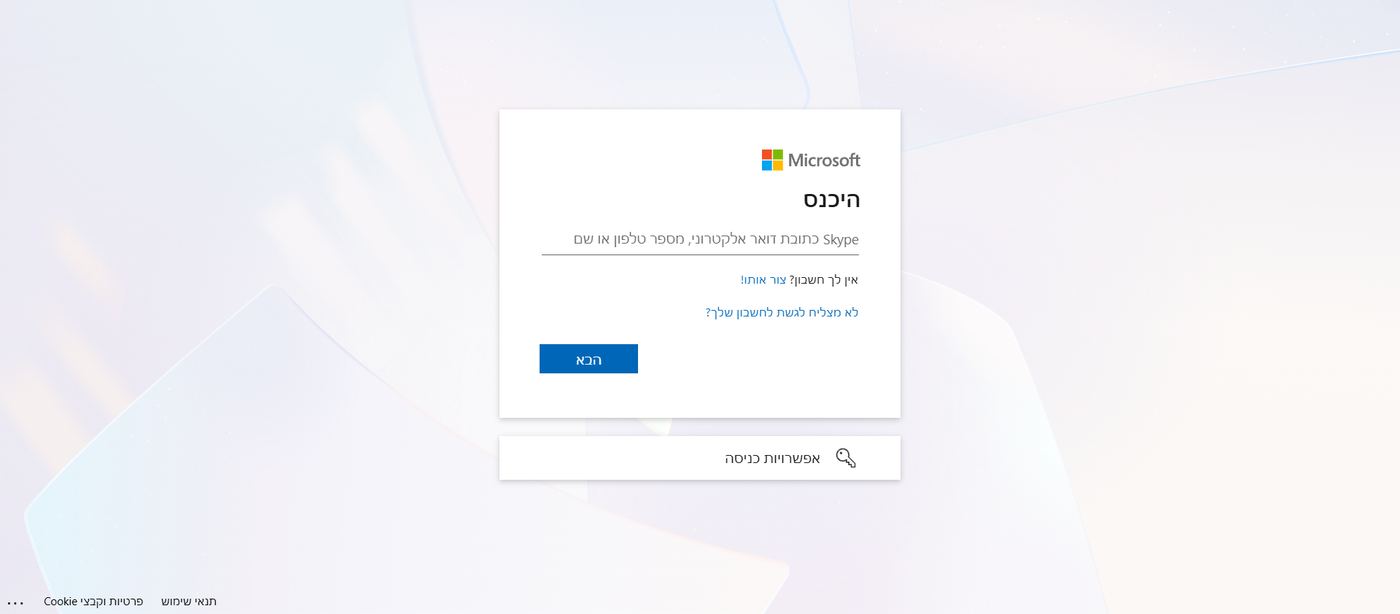 Microsoft
היכנס
Skype כתובת דואר אלקטרוני, מספר טלפון או שם
אין לך חשבון? צור אותו!
לא מצליח לגשת לחשבון שלך?
הבא
אפשרויות כניסה
תנאי שימוש פרטיות וקבצי Cookie ...